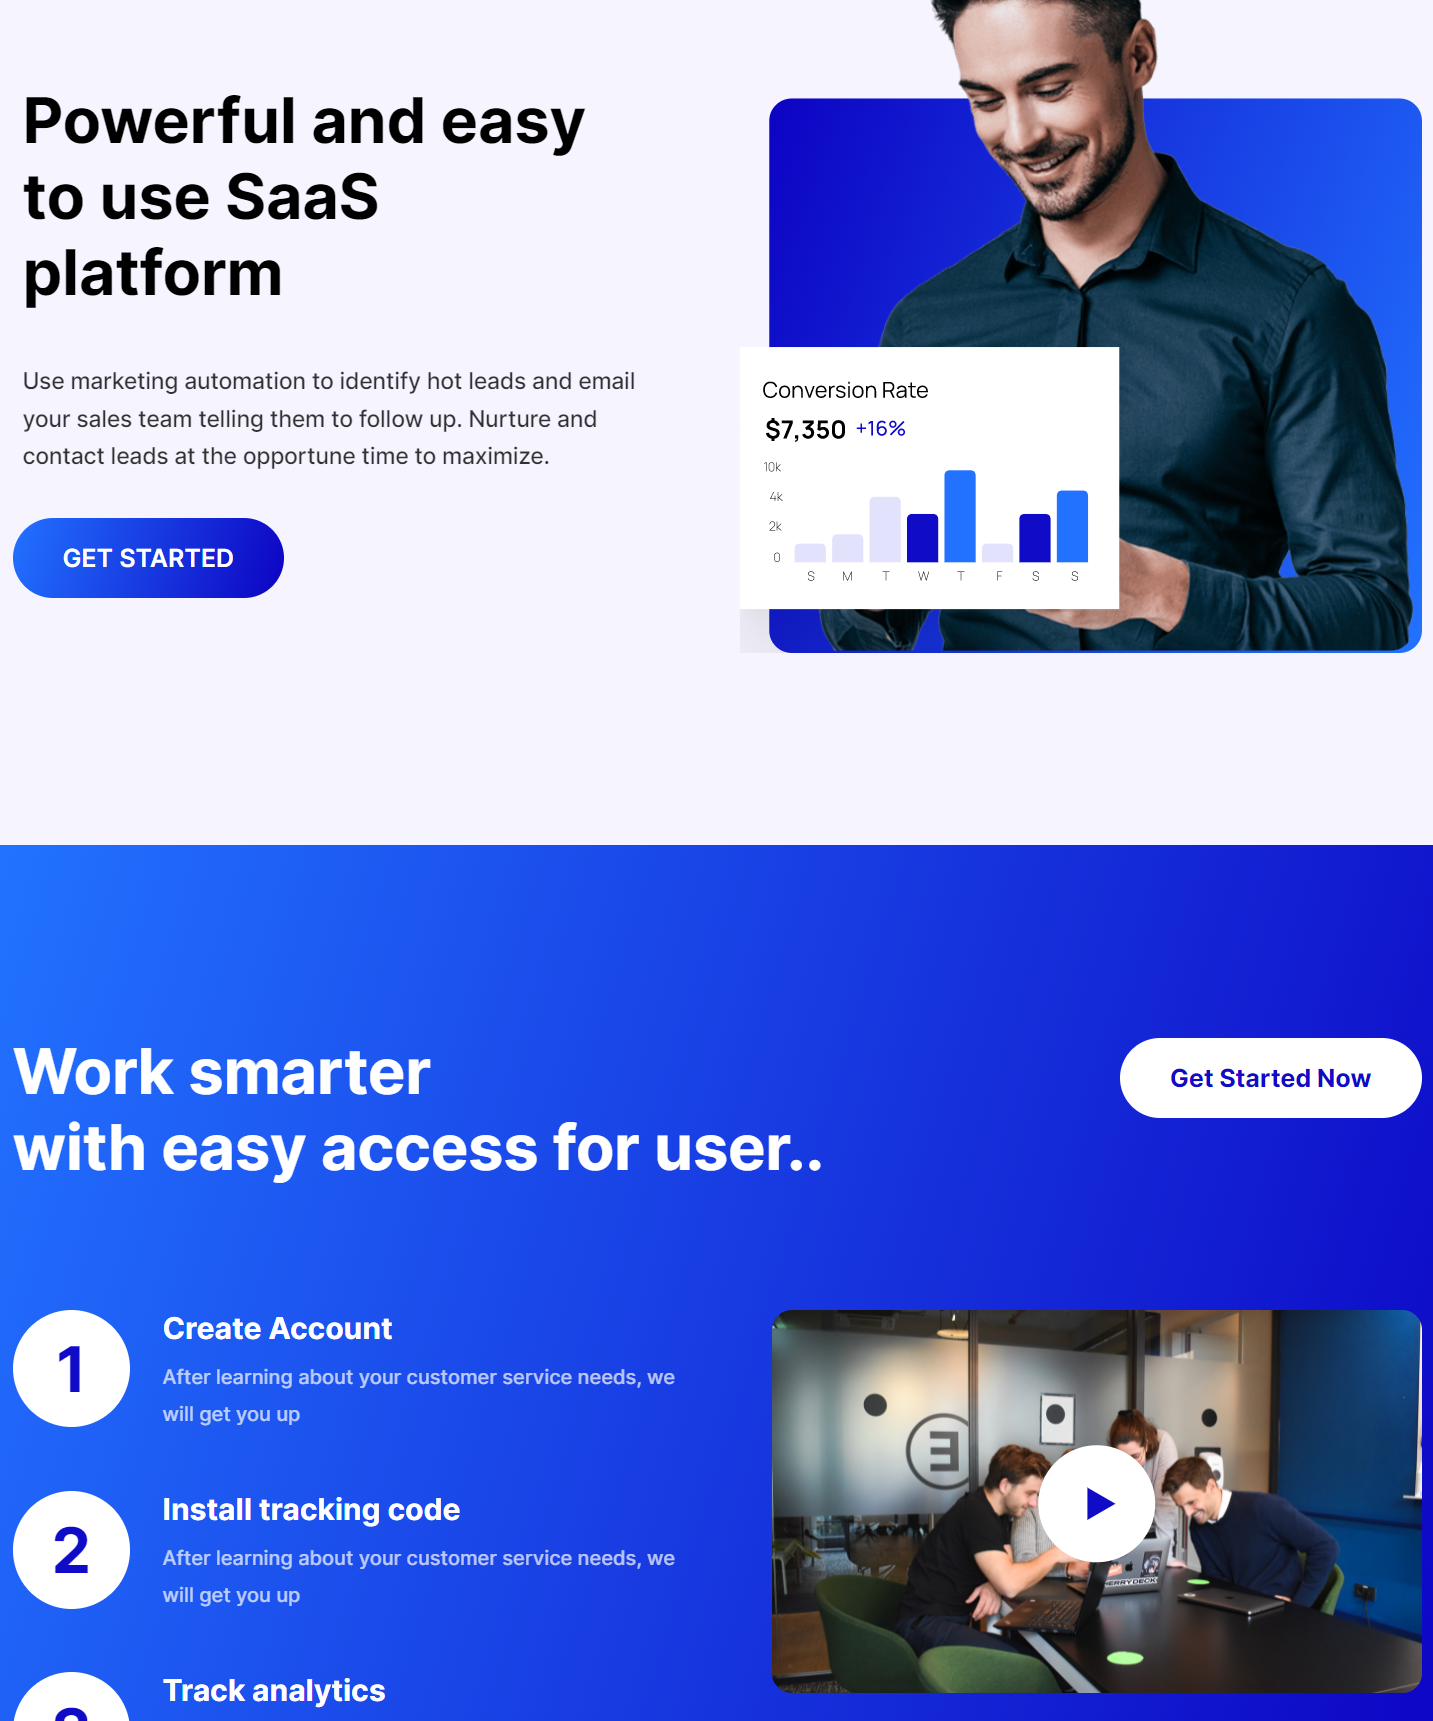 Powerful and easy
to use SaaS
platform
Use marketing automation to identify hot leads and email
your sales team telling them to follow up. Nurture and
contact leads at the opportune time to maximize.
GET STARTED
Conversion Rate
$7,350 +16%
10k
4k
2k
0
S M T W T F S S
Work smarter
with easy access for user..
Get Started Now
1
Create Account
After learning about your customer service needs, we
will get you up
2
Install tracking code
After learning about your customer service needs, we
will get you up
Track analytics